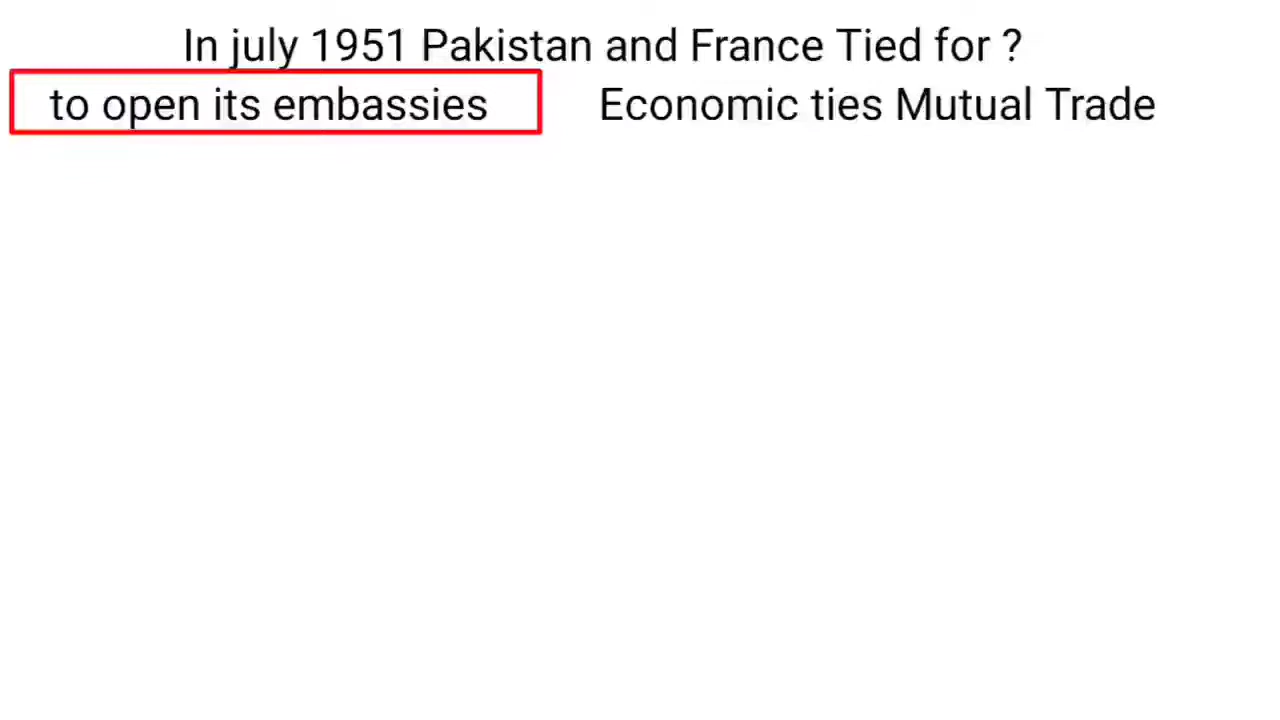 In july 1951 Pakistan and France Tied for ?
to open its embassies Economic ties Mutual Trade